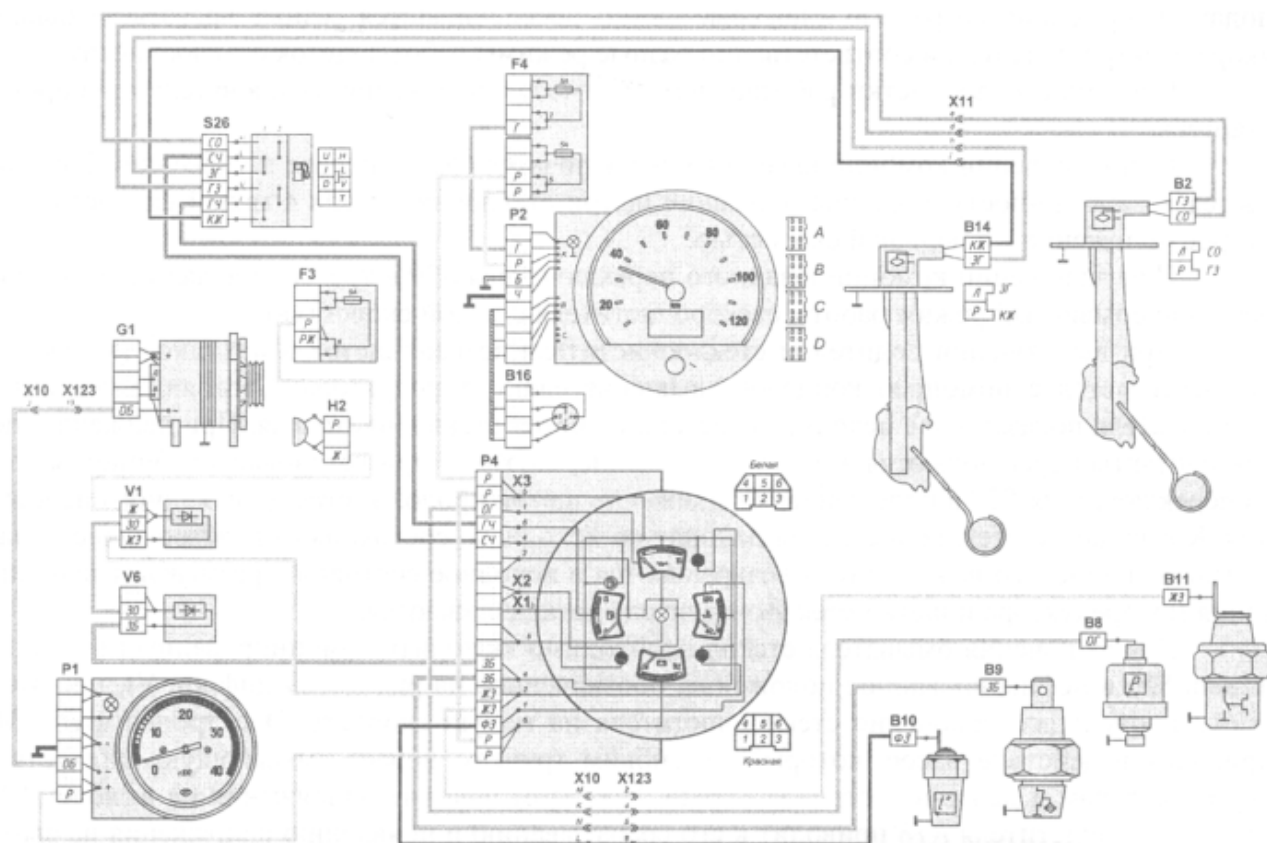 F4
5А
Г
5А
Р
Р
X11
S26
СО
СЧ
ЗГ
ГЗ
ГЧ
КЖ
U
H
I
L
O
V
T
P2
Г
Р
Б
Ч
К
20
40
60
80
100
120
A
B
C
D
B2
ГЗ
СО
Л
СО
Р
ГЗ
B14
КЖ
ЗГ
Л
ЗГ
Р
КЖ
F3
5А
Р
РЖ
G1
+
ОБ
−
X10
X123
H2
Р
Ж
B16
P4
X3
Р
Р
ОГ
ГЧ
СЧ
X2
X1
ЗБ
ЗБ
ЖЗ
ЖЗ
ФЗ
Р
Р
Белая
4 5 6
1 2 3
4 5 6
1 2 3
Красная
V1
Ж
ЗО
ЖЗ
V6
ЗО
ЗБ
P1
ОБ
Р
0
10
20
30
40
X10
X123
B11
ЖЗ
B8
ОГ
P
B9
ЗБ
B10
ФЗ
t°